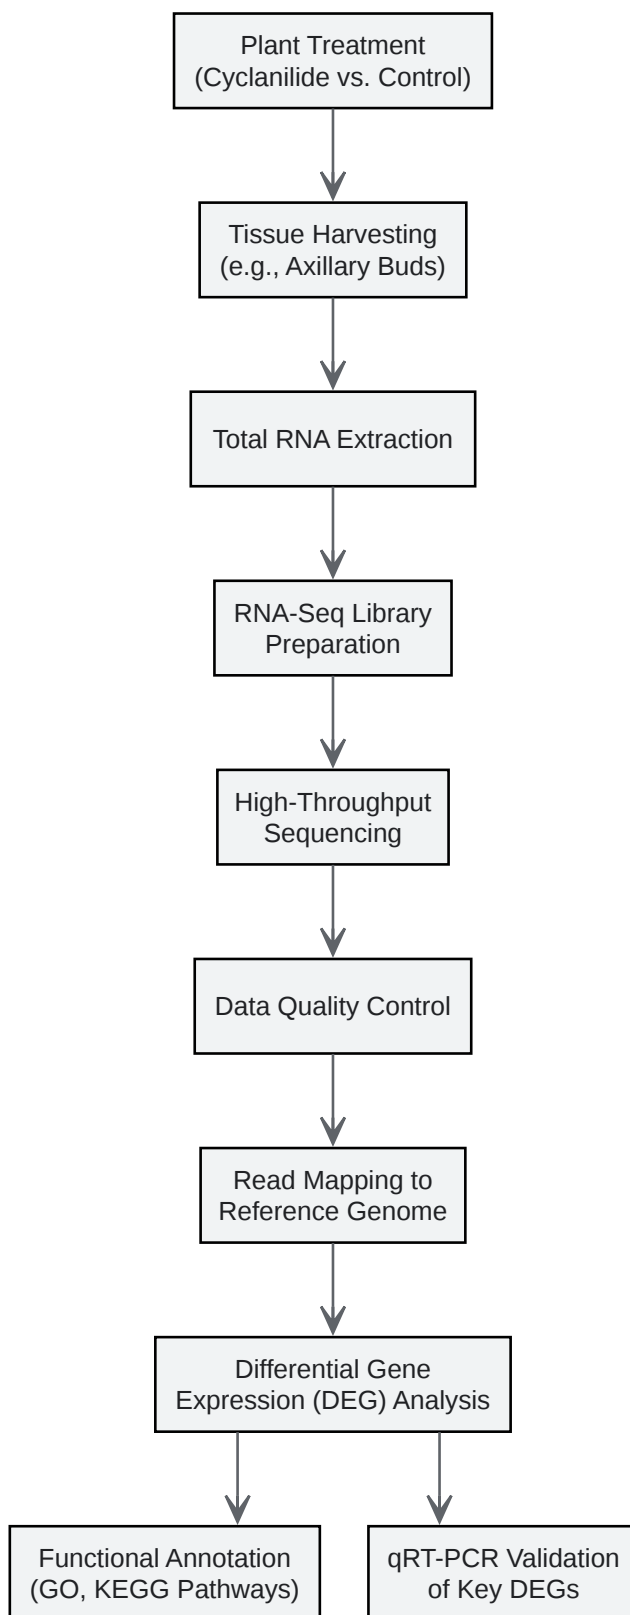 Plant Treatment
(Cyclanilide vs. Control)
Tissue Harvesting
(e.g., Axillary Buds)
Total RNA Extraction
RNA-Seq Library
Preparation
High-Throughput
Sequencing
Data Quality Control
Read Mapping to
Reference Genome
Differential Gene
Expression (DEG) Analysis
Functional Annotation
(GO, KEGG Pathways)
qRT-PCR Validation
of Key DEGs